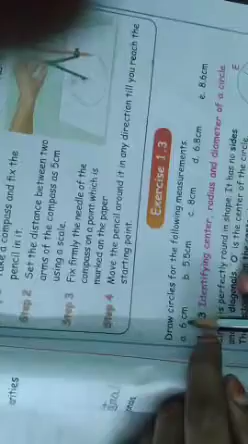 take a compass and fix the
pencil in it.
Step 2 Set the distance between two
arms of the compass as 5cm
using a scale.
Step 3 Fix firmly the needle of the
compass on a point which is
marked on the paper
Step 4 Move the pencil around it in any direction till you reach the
starting point.
Exercise 1.3
Draw circles for the following measurements
a. 6 cm b. 5.5cm c. 8cm d. 6.8cm e. 8.6cm
3 Identifying center, radius and diameter of a circle
is perfectly round in shape. It has no sides
and diagonals. O is the center of the circle
E